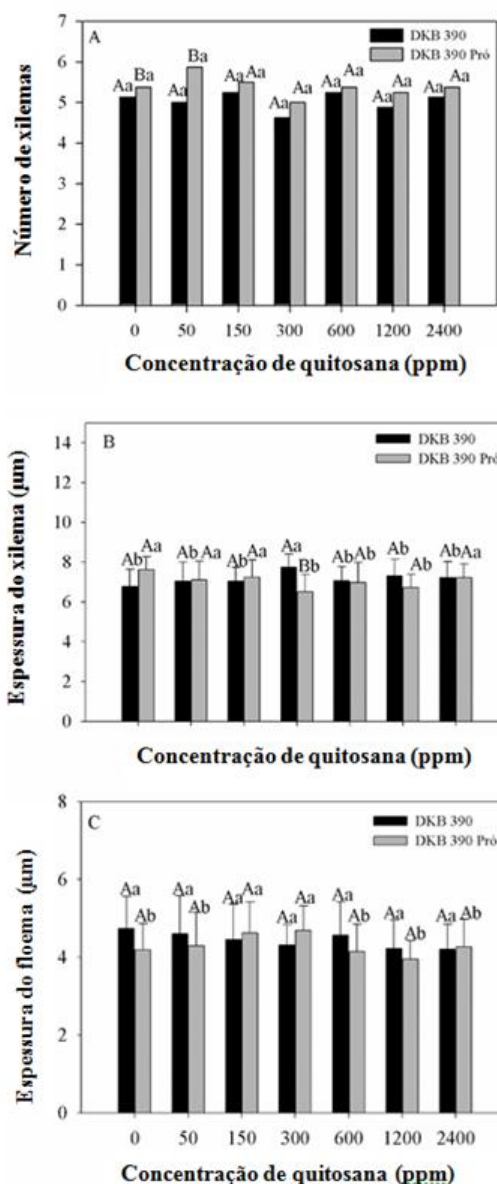 A
DKB 390
DKB 390 Pró
7
6
5
4
3
2
1
0
Número de xilemas
Aa Ba Aa Ba Aa Aa Aa Aa Aa Aa Aa Aa Aa Aa
0 50 150 300 600 1200 2400
Concentração de quitosana (ppm)
B
DKB 390
DKB 390 Pró
14
12
10
8
6
4
2
0
Espessura do xilema (µm)
Ab Aa Ab Aa Ab Aa Aa Bb Ab Ab Ab Ab Ab Aa
Concentração de quitosana (ppm)
C
DKB 390
DKB 390 Pró
8
6
4
2
0
Espessura do floema (µm)
Aa Ab Aa Ab Aa Aa Aa Aa Aa Ab Aa Ab Aa Ab
0 50 150 300 600 1200 2400
Concentração de quitosana (ppm)